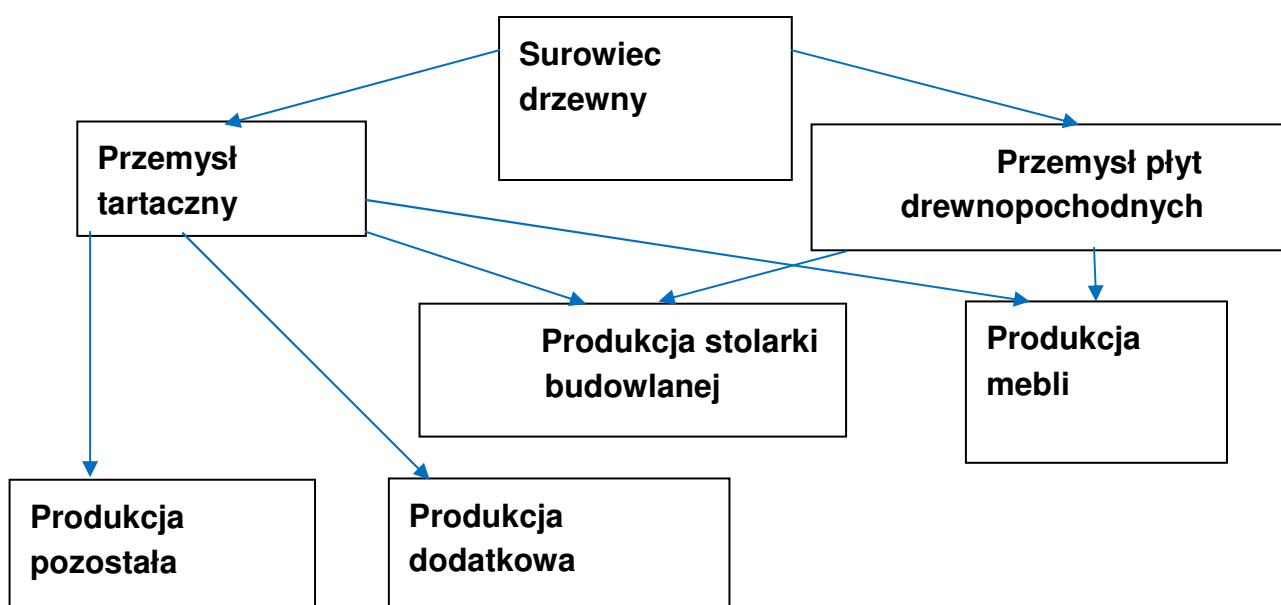 Surowiec
drzewny
Przemysł
tartaczny
Przemysł płyt
drewnopochodnych
Produkcja stolarki
budowlanej
Produkcja
mebli
Produkcja
pozostała
Produkcja
dodatkowa